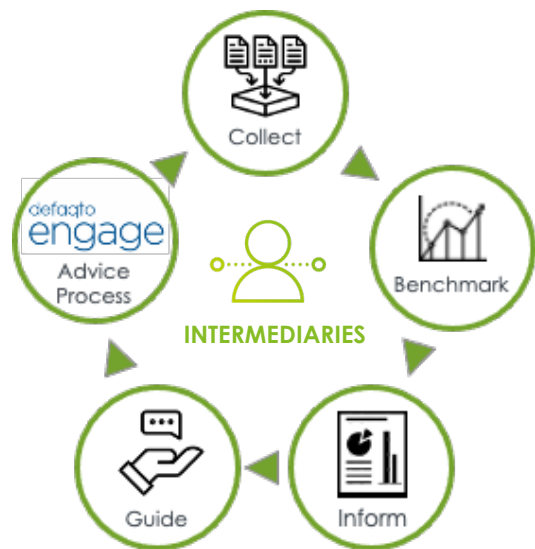 Collect
Benchmark
Inform
Guide
defaqto
engage
Advice
Process
INTERMEDIARIES